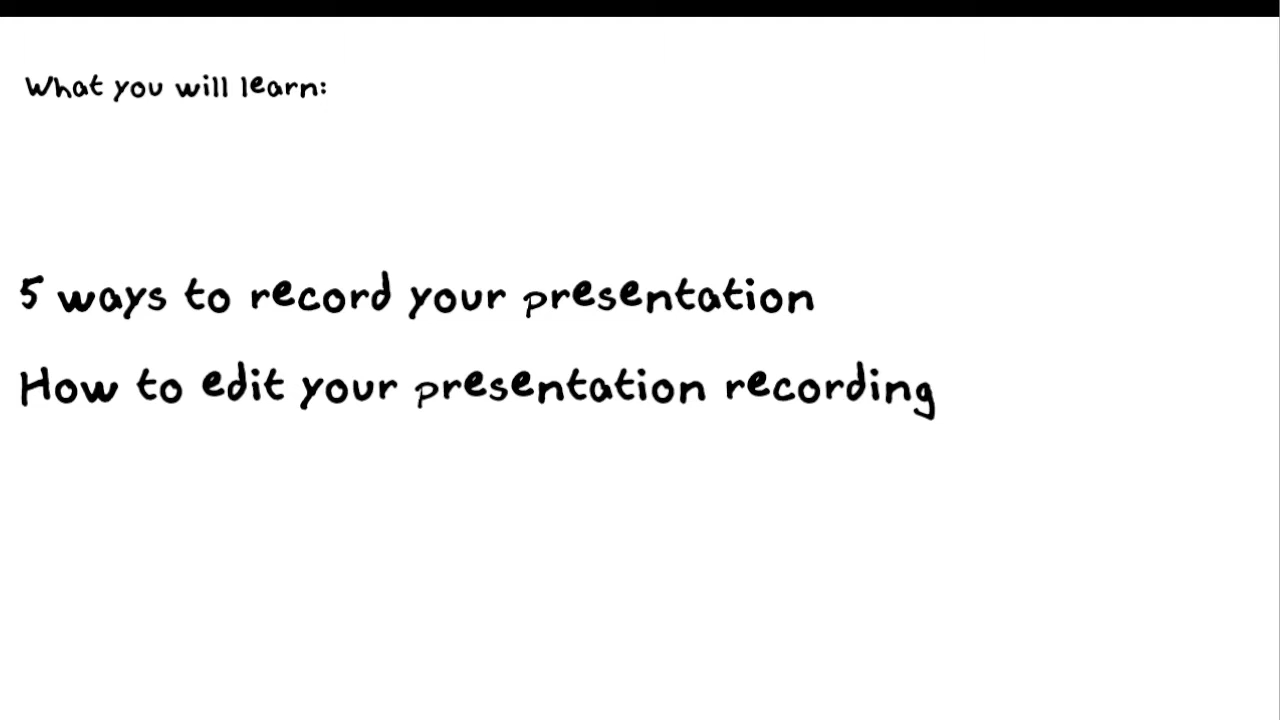 What you will learn:
5 ways to record your presentation
How to edit your presentation recording